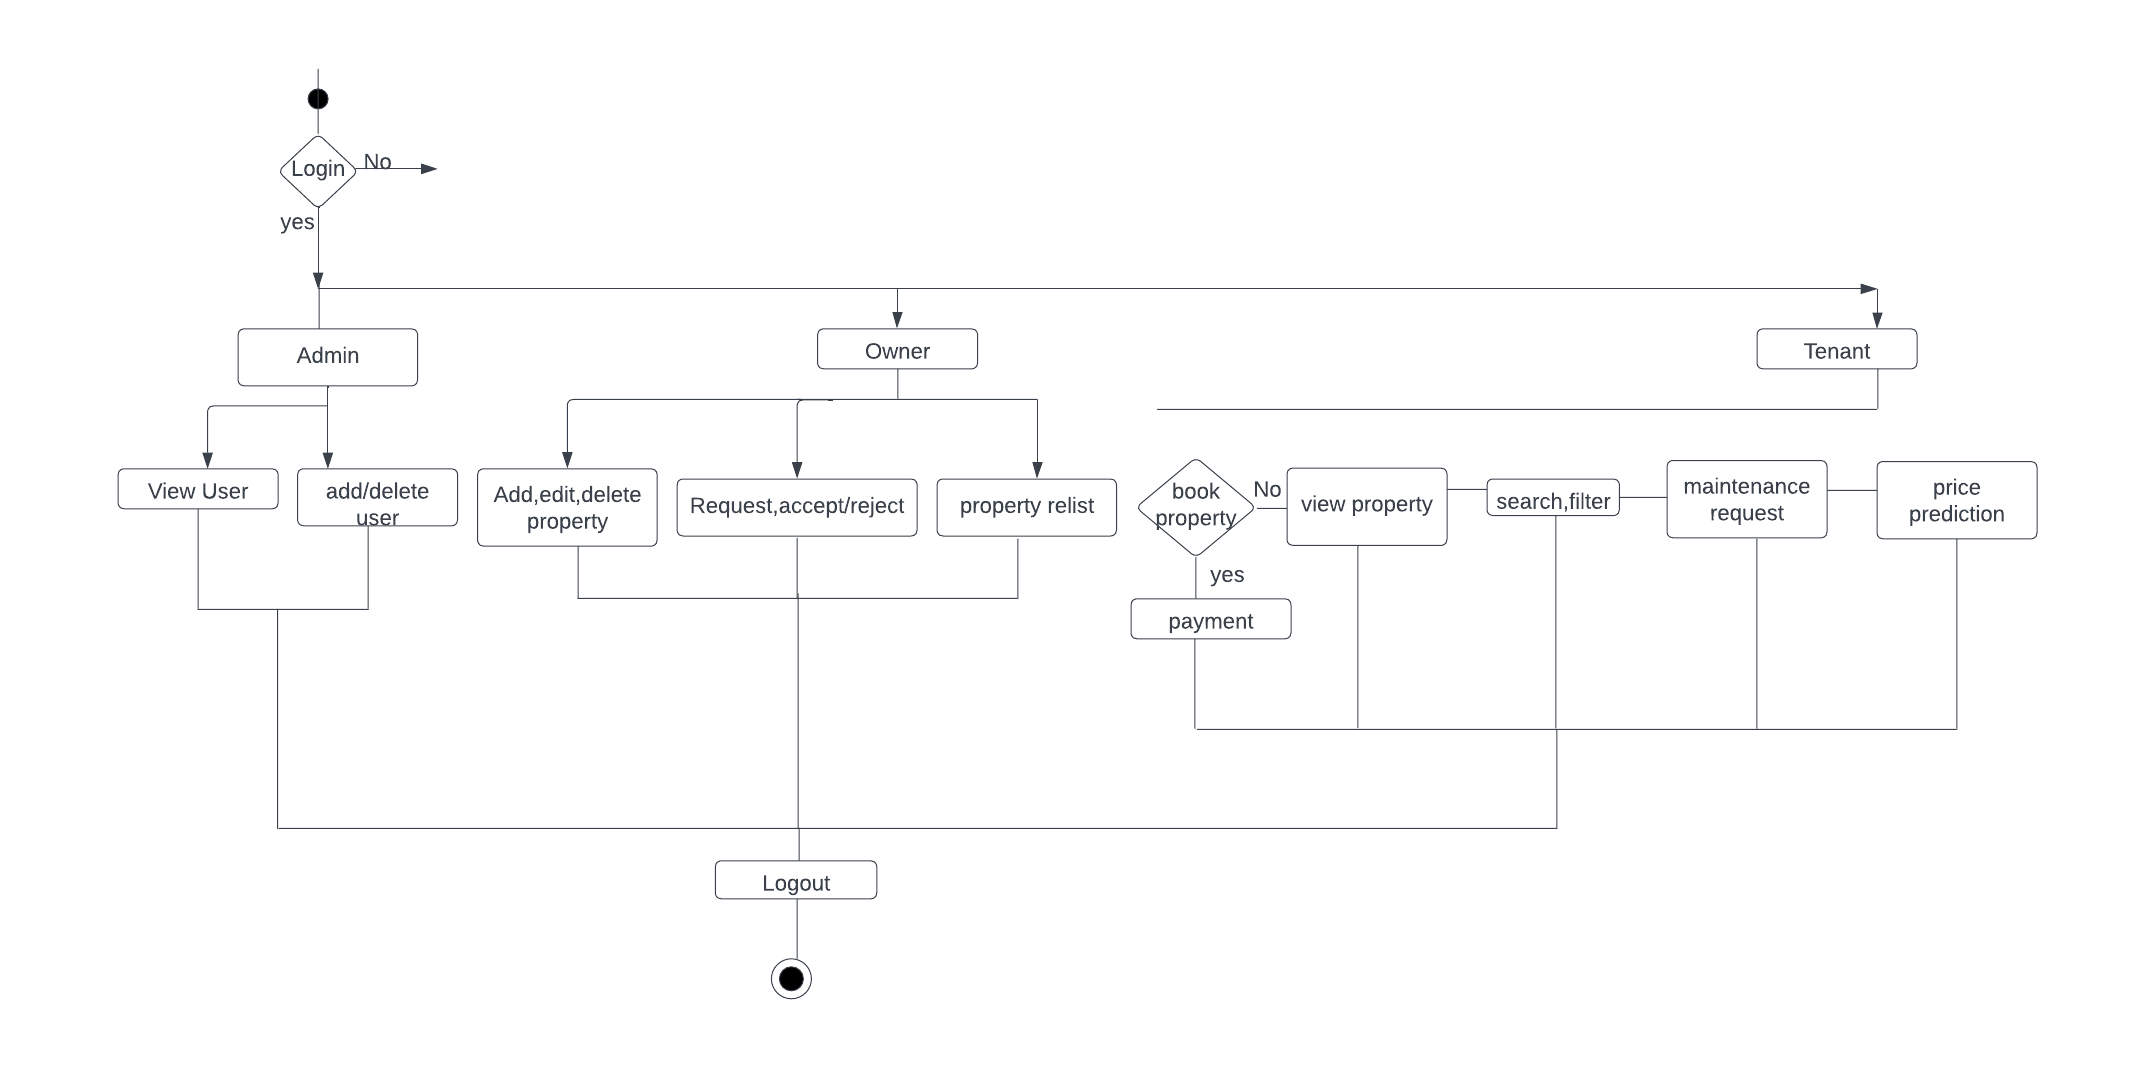 Login
No
yes
Admin
Owner
Tenant
View User
add/delete
user
Add,edit,delete
property
Request,accept/reject
property relist
book
property
No
view property
search,filter
maintenance
request
price
prediction
yes
payment
Logout